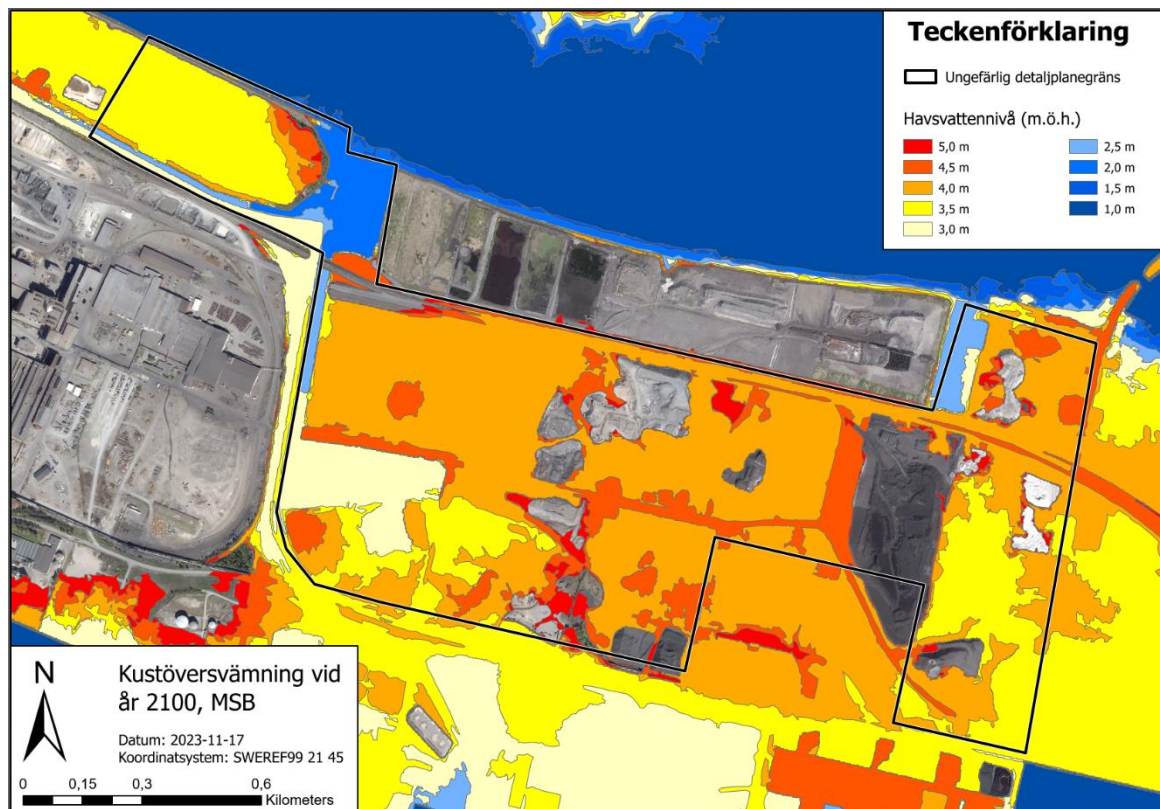 Teckenförklaring
Ungefärlig detaljplanegräns
Havsvattennivå (m.ö.h.)
5,0 m
4,5 m
4,0 m
3,5 m
3,0 m
2,5 m
2,0 m
1,5 m
1,0 m
N
Kustöversvämning vid
år 2100, MSB
Datum: 2023-11-17
Koordinatsystem: SWEREF99 21 45
0 0,15 0,3 0,6
Kilometers